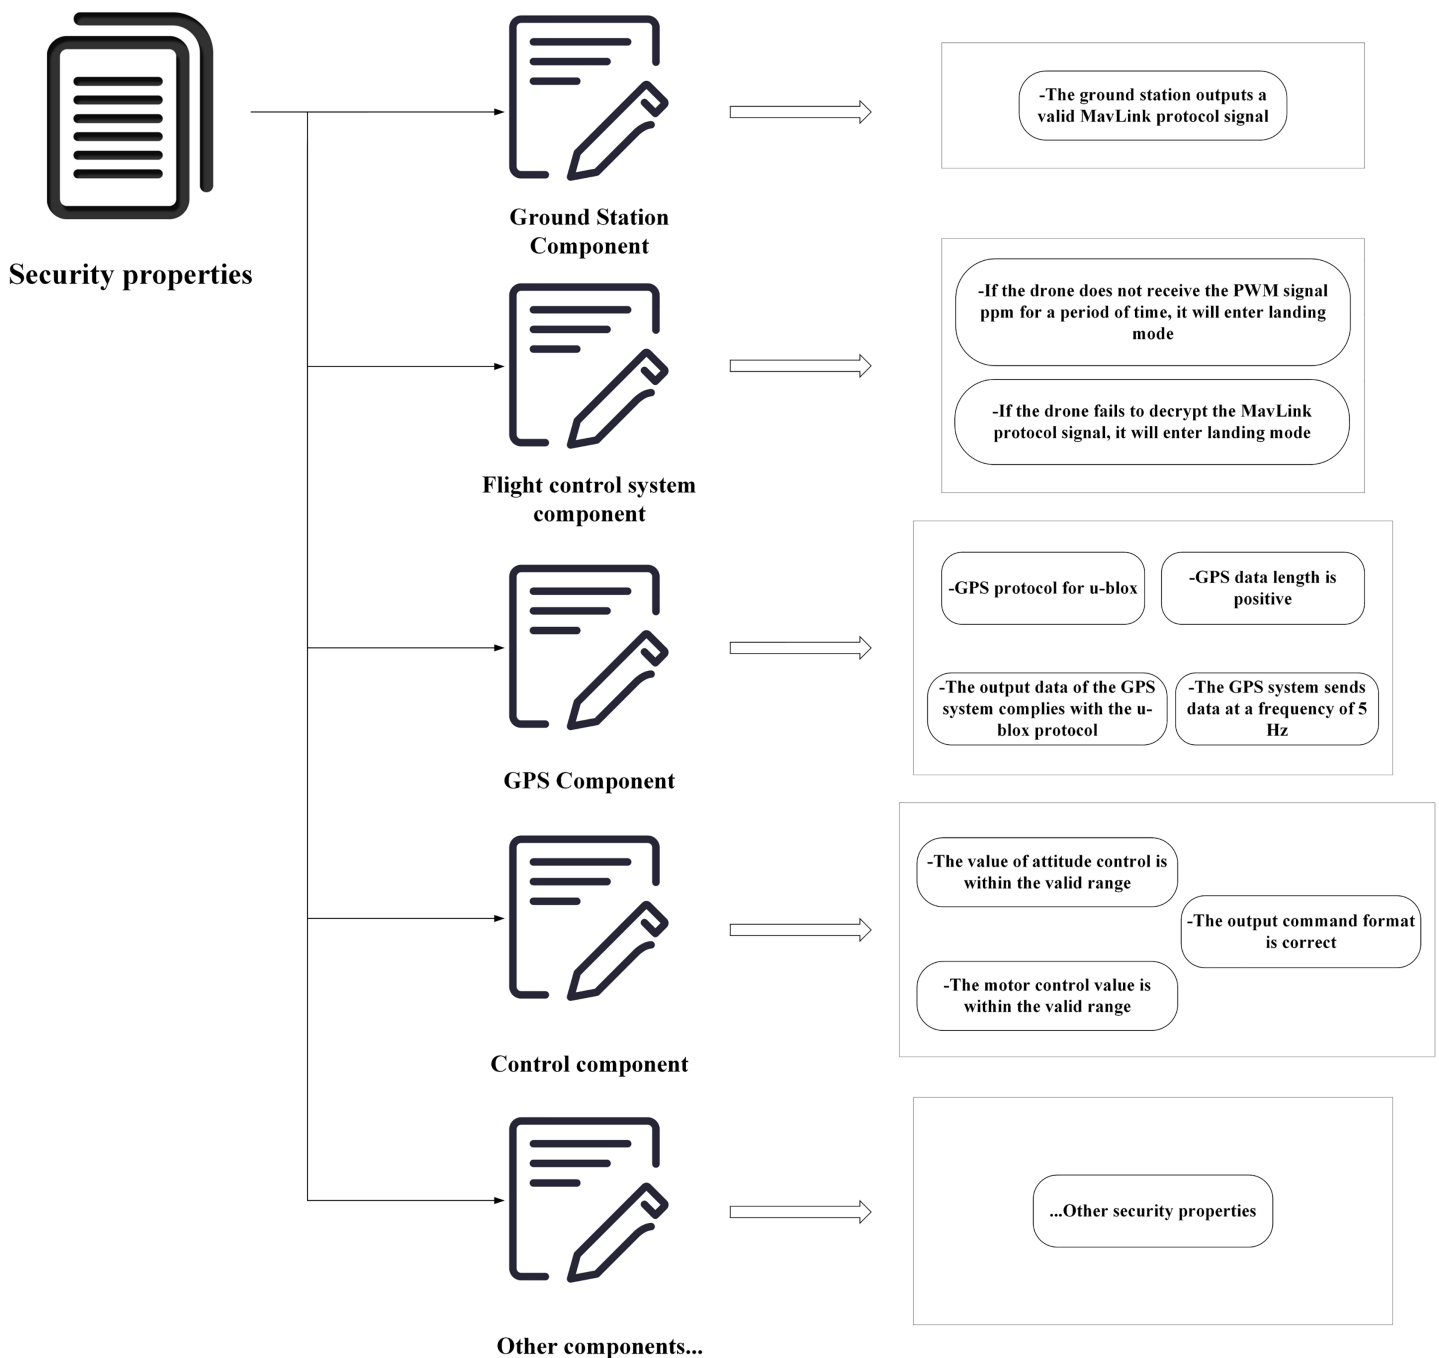 Security properties
Ground Station
Component
-The ground station outputs a
valid MavLink protocol signal
Flight control system
component
-If the drone does not receive the PWM signal
ppm for a period of time, it will enter landing
mode
-If the drone fails to decrypt the MavLink
protocol signal, it will enter landing mode
GPS Component
-GPS protocol for u-blox
-GPS data length is
positive
-The output data of the GPS
system complies with the u-
blox protocol
-The GPS system sends
data at a frequency of 5
Hz
Control component
-The value of attitude control is
within the valid range
-The output command format
is correct
-The motor control value is
within the valid range
Other components...
...Other security properties